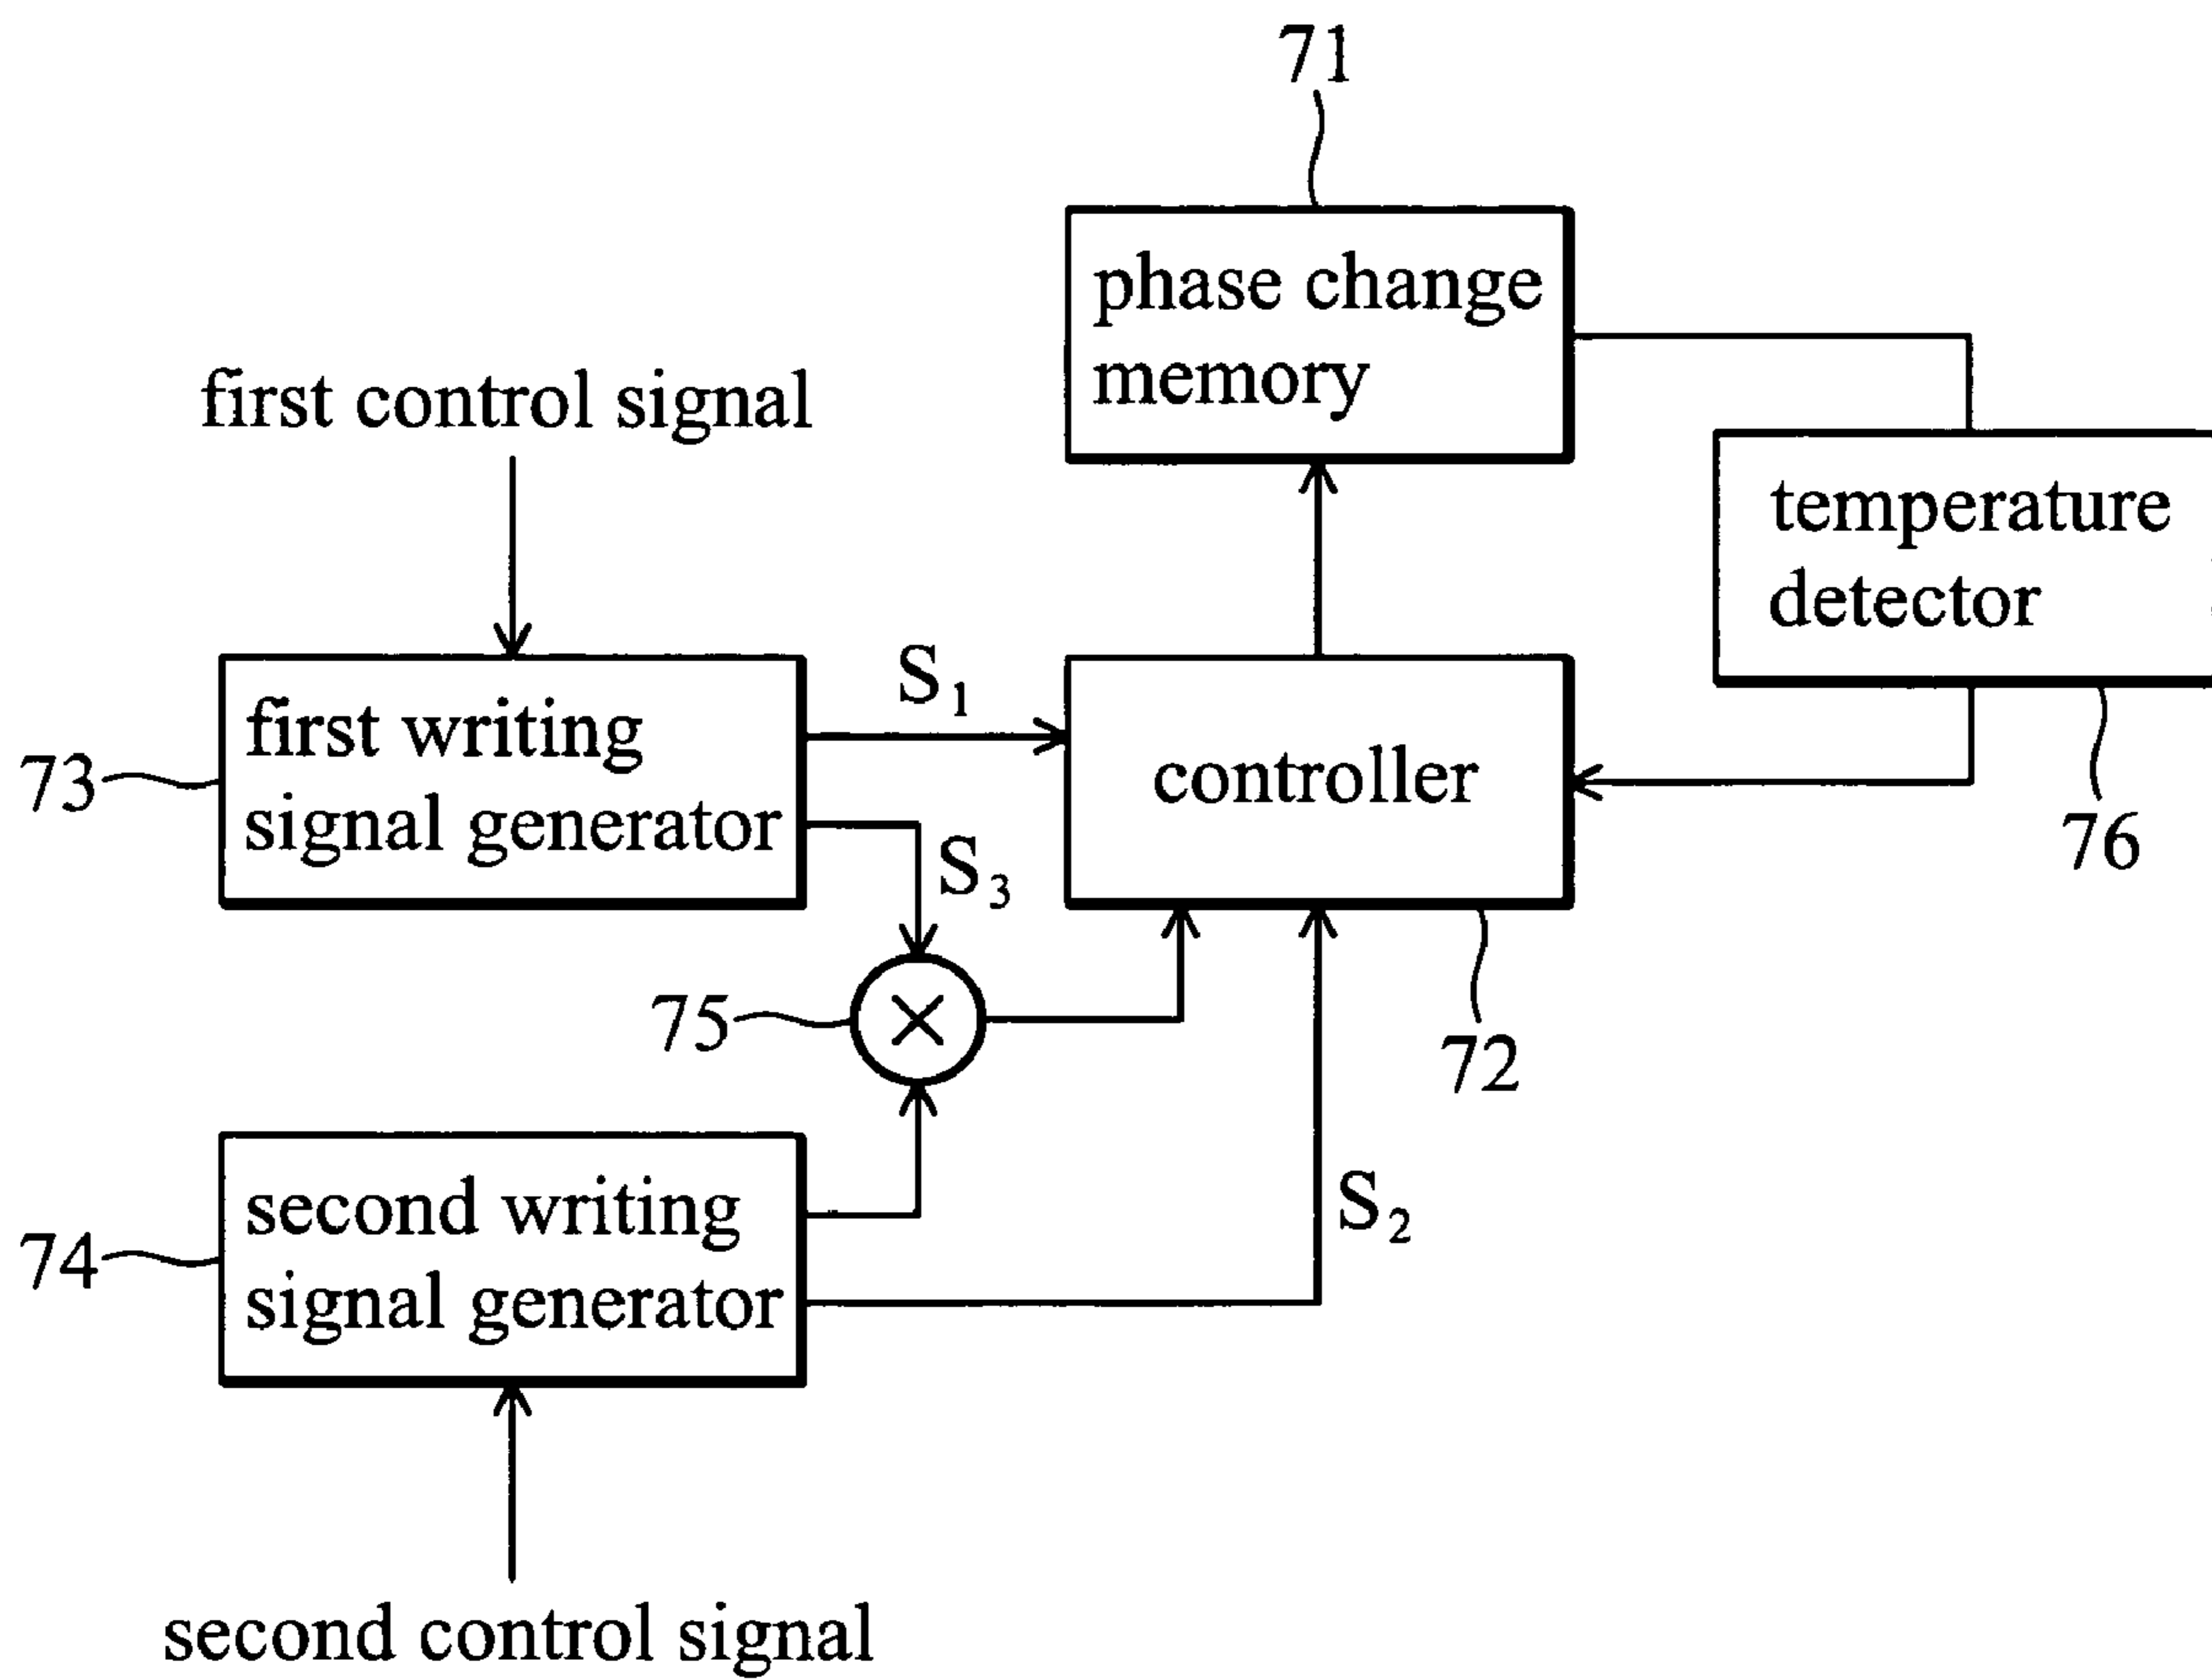 71
phase change
memory
first control signal
temperature
detector
76
first writing
signal generator
73
S₁
controller
S₃
72
75
second writing
signal generator
74
S₂
second control signal